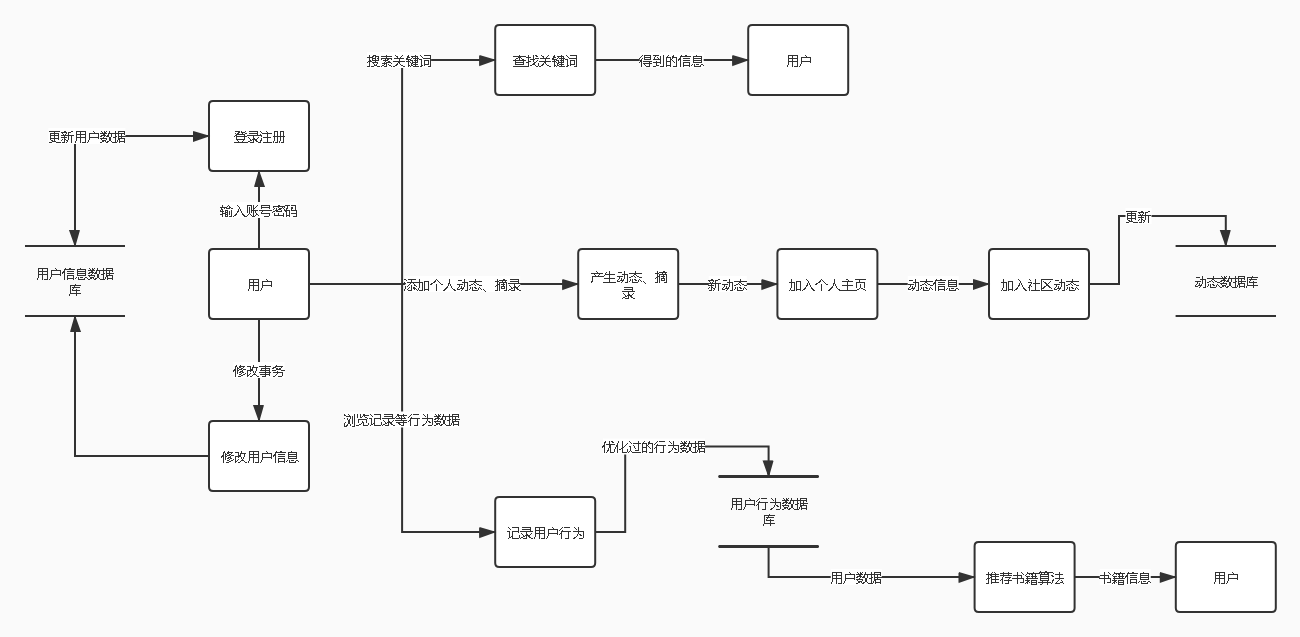 搜索关键词
查找关键词
得到的信息
用户
更新用户数据
登录注册
输入账号密码
用户信息数据
库
用户
添加个人动态、摘录
产生动态、摘
录
新动态
加入个人主页
动态信息
加入社区动态
更新
动态数据库
修改事务
修改用户信息
浏览记录等行为数据
记录用户行为
优化过的行为数据
用户行为数据
库
用户数据
推荐书籍算法
书籍信息
用户